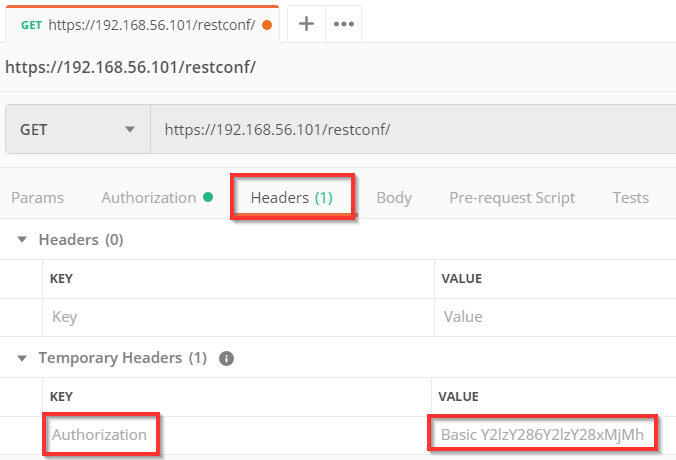 GET https://192.168.56.101/restconf/
https://192.168.56.101/restconf/
GET https://192.168.56.101/restconf/
Params Authorization Headers (1) Body Pre-request Script Tests
Headers (0)
KEY VALUE
Key Value
Temporary Headers (1)
KEY VALUE
Authorization Basic Y2lzY286Y2lzY28xMjMh